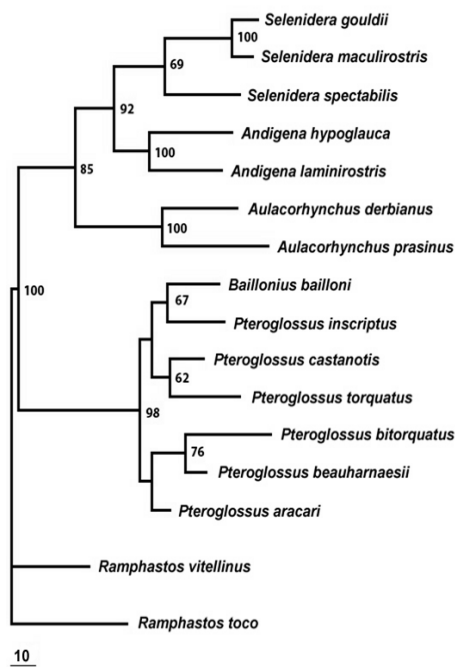 Selenidera gouldii
100
Selenidera maculirostris
69
Selenidera spectabilis
92
Andigena hypoglauca
100
Andigena laminirostris
85
Aulacorhynchus derbianus
100
Aulacorhynchus prasinus
100
Baillonius bailloni
67
Pteroglossus inscriptus
Pteroglossus castanotis
62
Pteroglossus torquatus
98
Pteroglossus bitorquatus
76
Pteroglossus beauharnaesii
Pteroglossus aracari
Ramphastos vitellinus
Ramphastos toco
10